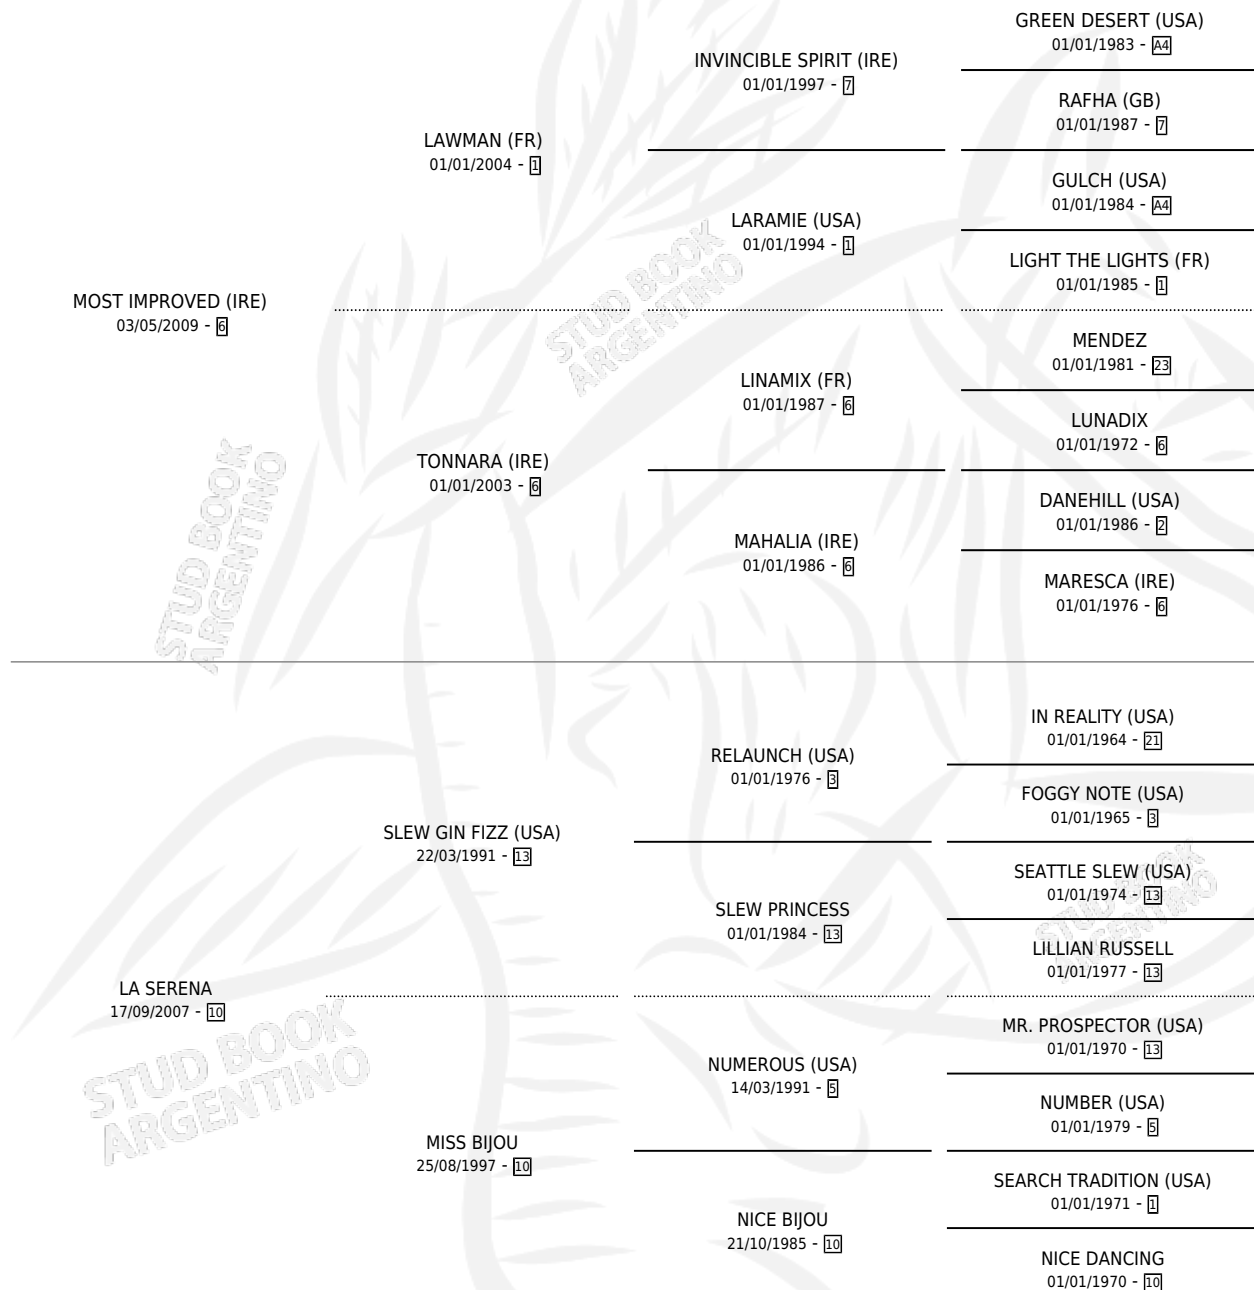 GREEN DESERT (USA)
01/01/1983 - A4
INVINCIBLE SPIRIT (IRE)
01/01/1997 - 7
RAFHA (GB)
01/01/1987 - 7
LAWMAN (FR)
01/01/2004 - 1
GULCH (USA)
01/01/1984 - A4
LARAMIE (USA)
01/01/1994 - 1
LIGHT THE LIGHTS (FR)
01/01/1985 - 1
MOST IMPROVED (IRE)
03/05/2009 - 6
MENDEZ
01/01/1981 - 23
LINAMIX (FR)
01/01/1987 - 6
LUNADIX
01/01/1972 - 6
TONNARA (IRE)
01/01/2003 - 6
DANEHILL (USA)
01/01/1986 - 2
MAHALIA (IRE)
01/01/1986 - 6
MARESCA (IRE)
01/01/1976 - 6
IN REALITY (USA)
01/01/1964 - 21
RELAUNCH (USA)
01/01/1976 - 3
FOGGY NOTE (USA)
01/01/1965 - 3
SLEW GIN FIZZ (USA)
22/03/1991 - 13
SEATTLE SLEW (USA)
01/01/1974 - 13
SLEW PRINCESS
01/01/1984 - 13
LILLIAN RUSSELL
01/01/1977 - 13
LA SERENA
17/09/2007 - 10
MR. PROSPECTOR (USA)
01/01/1970 - 13
NUMEROUS (USA)
14/03/1991 - 5
NUMBER (USA)
01/01/1979 - 5
MISS BIJOU
25/08/1997 - 10
SEARCH TRADITION (USA)
01/01/1971 - 1
NICE BIJOU
21/10/1985 - 10
NICE DANCING
01/01/1970 - 10
STUD BOOK
ARGENTINO
STUD BOOK
ARGENTINO
STUD BOOK
ARGENTINO
STUD BOOK
ARGENTINO